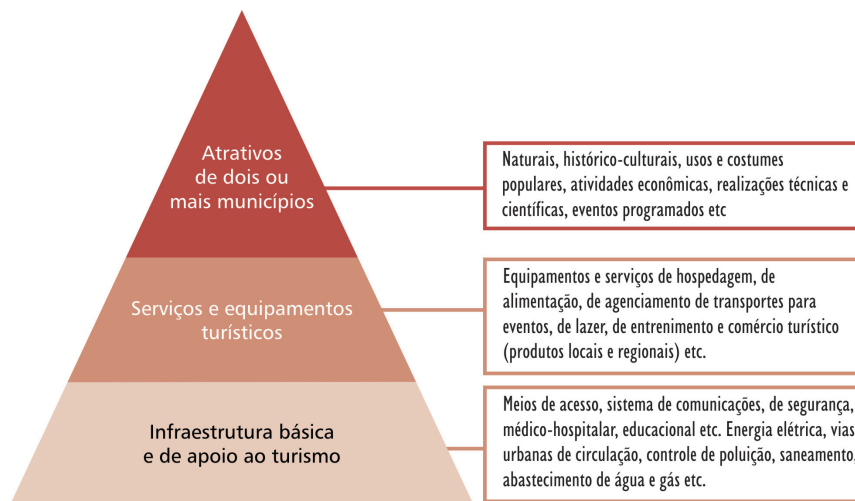 Atrativos
de dois ou
mais municípios
Naturais, histórico-culturais, usos e costumes
populares, atividades econômicas, realizações técnicas e
científicas, eventos programados etc
Serviços e equipamentos
turísticos
Equipamentos e serviços de hospedagem, de
alimentação, de agenciamento de transportes para
eventos, de lazer, de entrenimento e comércio turístico
(produtos locais e regionais) etc.
Infraestrutura básica
e de apoio ao turismo
Meios de acesso, sistema de comunicações, de segurança,
médico-hospitalar, educacional etc. Energia elétrica, vias
urbanas de circulação, controle de poluição, saneamento,
abastecimento de água e gás etc.